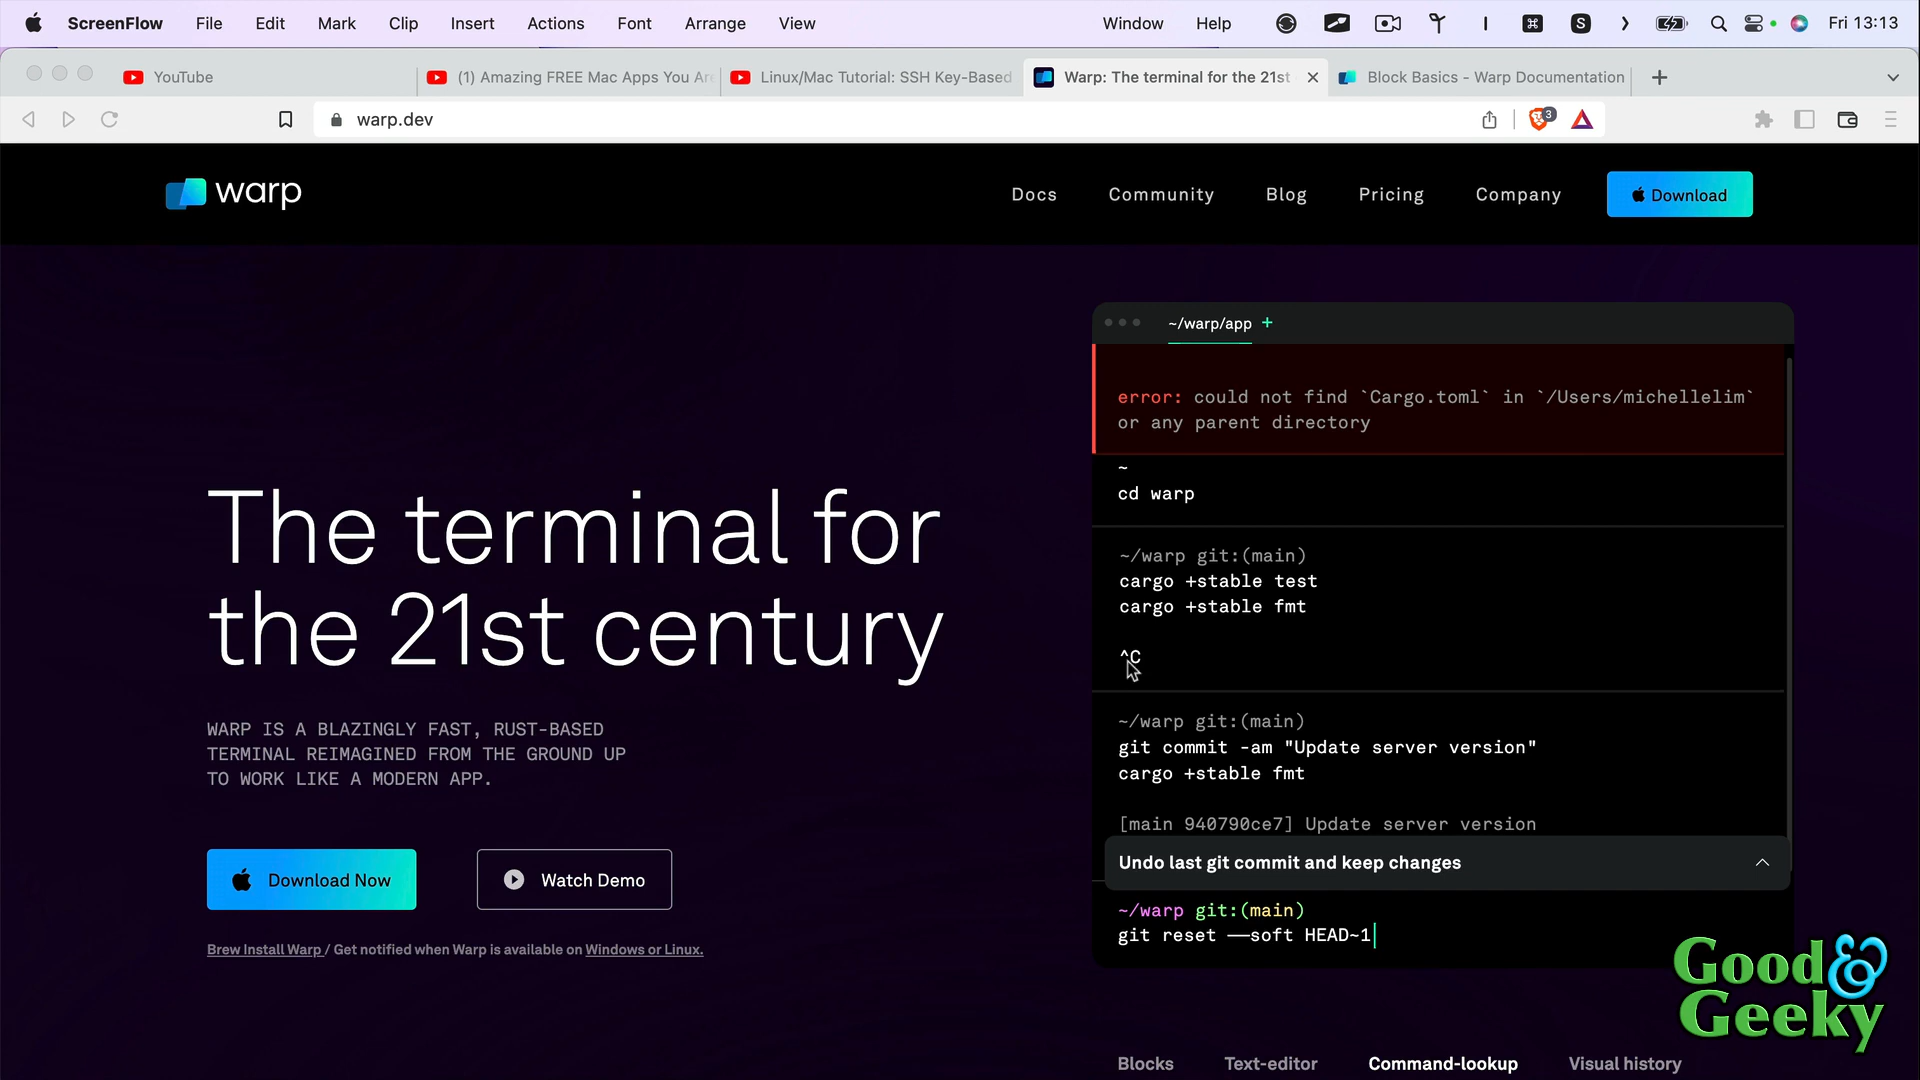 ScreenFlow File Edit Mark Clip Insert Actions Font Arrange View Window Help Fri 13:13
YouTube (1) Amazing FREE Mac Apps You Are Linux/Mac Tutorial: SSH Key-Based Warp: The terminal for the 21st Block Basics - Warp Documentation
warp.dev 3
warp Docs Community Blog Pricing Company Download
~/warp/app +
error: could not find `Cargo.toml` in `/Users/michellelim`
or any parent directory
~
cd warp
~/warp git:(main)
cargo +stable test
cargo +stable fmt
^C
~/warp git:(main)
git commit -am "Update server version"
cargo +stable fmt
[main 940790ce7] Update server version
Undo last git commit and keep changes
~/warp git:(main)
git reset —soft HEAD~1
The terminal for
the 21st century
WARP IS A BLAZINGLY FAST, RUST-BASED
TERMINAL REIMAGINED FROM THE GROUND UP
TO WORK LIKE A MODERN APP.
Download Now Watch Demo
Brew Install Warp / Get notified when Warp is available on Windows or Linux.
Blocks Text-editor Command-lookup Visual history
Good &
Geeky